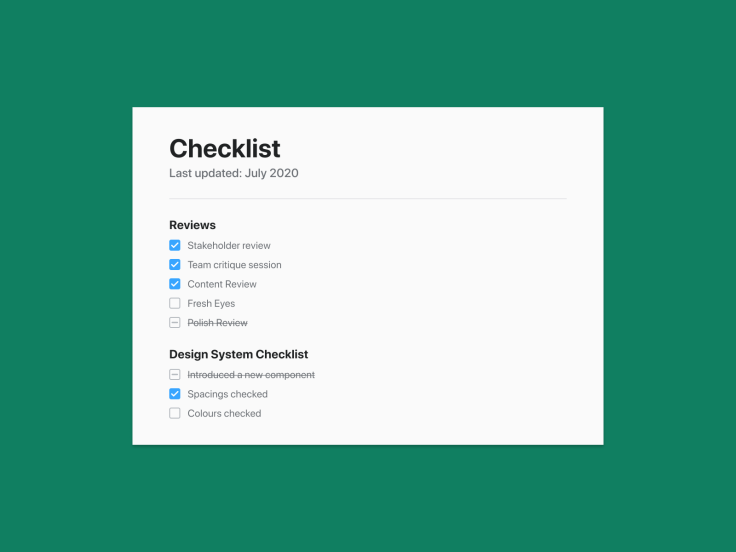 Checklist
Last updated: July 2020
Reviews
Stakeholder review
Team critique session
Content Review
Fresh Eyes
Polish Review
Design System Checklist
Introduced a new component
Spacings checked
Colours checked